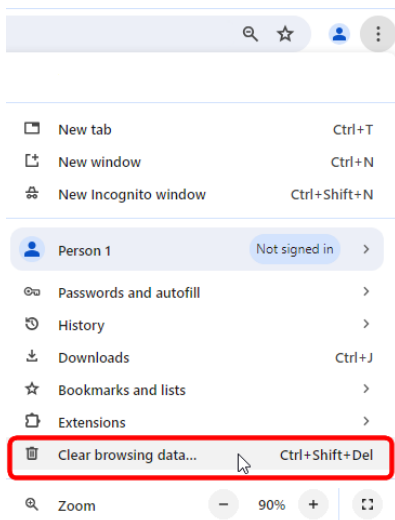 New tab Ctrl+T
New window Ctrl+N
New Incognito window Ctrl+Shift+N
Person 1 Not signed in
Passwords and autofill
History
Downloads Ctrl+J
Bookmarks and lists
Extensions
Clear browsing data... Ctrl+Shift+Del
Zoom − 90% +